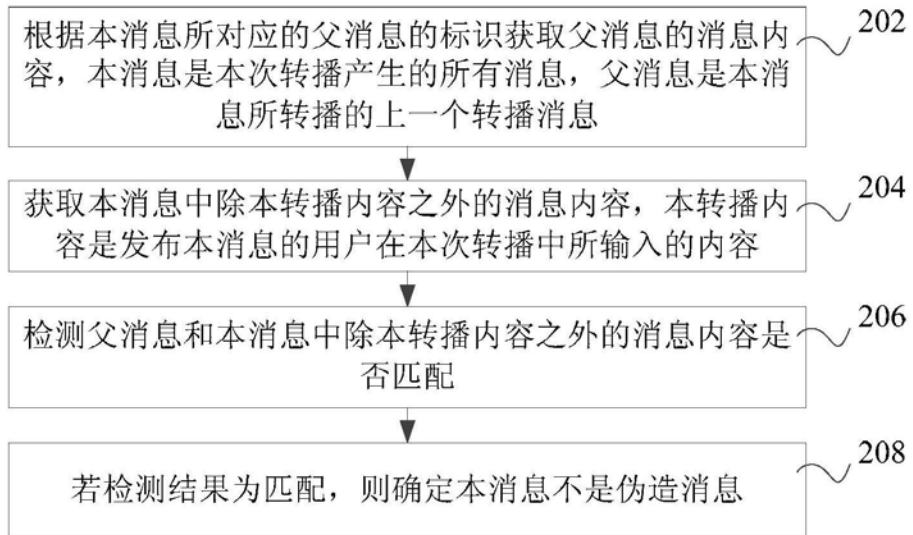 根据本消息所对应的父消息的标识获取父消息的消息内
容，本消息是本次转播产生的所有消息，父消息是本消
息所转播的上一个转播消息
202
获取本消息中除本转播内容之外的消息内容，本转播内
容是发布本消息的用户在本次转播中所输入的内容
204
检测父消息和本消息中除本转播内容之外的消息内容是
否匹配
206
若检测结果为匹配，则确定本消息不是伪造消息
208